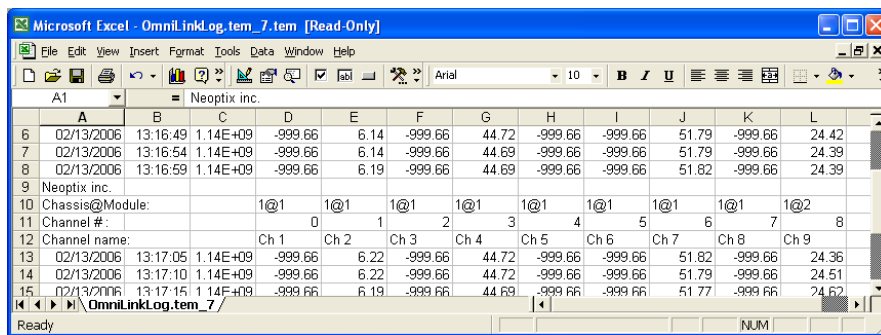 Microsoft Excel - OmniLinkLog.tem_7.tem [Read-Only]
File Edit View Insert Format Tools Data Window Help
Arial 10 B I U
A1 = Neoptix inc.
A B C D E F G H I J K L
6 02/13/2006 13:16:49 1.14E+09 -999.66 6.14 -999.66 44.72 -999.66 -999.66 51.79 -999.66 24.42
7 02/13/2006 13:16:54 1.14E+09 -999.66 6.14 -999.66 44.69 -999.66 -999.66 51.79 -999.66 24.39
8 02/13/2006 13:16:59 1.14E+09 -999.66 6.19 -999.66 44.69 -999.66 -999.66 51.82 -999.66 24.39
9 Neoptix inc.
10 Chassis@Module: 1@1 1@1 1@1 1@1 1@1 1@1 1@1 1@1 1@2
11 Channel #: 0 1 2 3 4 5 6 7 8
12 Channel name: Ch 1 Ch 2 Ch 3 Ch 4 Ch 5 Ch 6 Ch 7 Ch 8 Ch 9
13 02/13/2006 13:17:05 1.14E+09 -999.66 6.22 -999.66 44.72 -999.66 -999.66 51.82 -999.66 24.36
14 02/13/2006 13:17:10 1.14E+09 -999.66 6.22 -999.66 44.72 -999.66 -999.66 51.79 -999.66 24.51
15 02/13/2006 13:17:15 1.14E+09 -999.66 6.19 -999.66 44.69 -999.66 -999.66 51.77 -999.66 24.62
OmniLinkLog.tem_7
Ready NUM